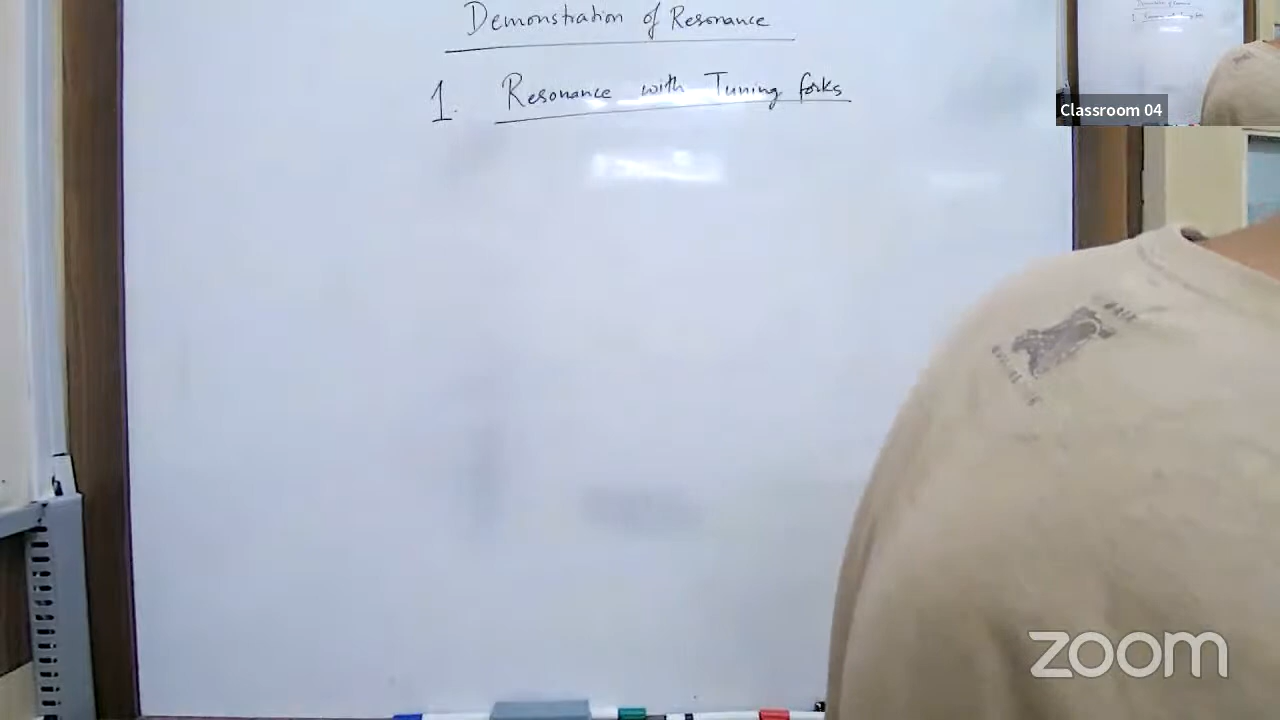 Demonstration of Resonance
1. Resonance with Tuning forks
Classroom 04
zoom